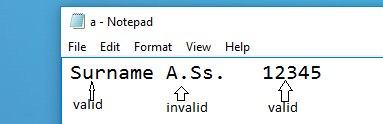 a - Notepad
File Edit Format View Help
Surname A.Ss. 12345
valid invalid valid